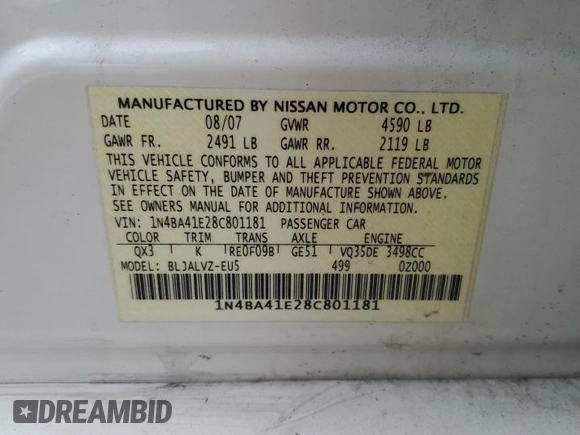 MANUFACTURED BY NISSAN MOTOR CO., LTD.
DATE 08/07 GVWR 4590 LB
GAWR FR. 2491 LB GAWR RR. 2119 LB
THIS VEHICLE CONFORMS TO ALL APPLICABLE FEDERAL MOTOR
VEHICLE SAFETY, BUMPER AND THEFT PREVENTION STANDARDS
IN EFFECT ON THE DATE OF MANUFACTURE SHOWN ABOVE.
SEE OWNERS MANUAL FOR ADDITIONAL INFORMATION.
VIN: 1N4BA41E28C801181 PASSENGER CAR
COLOR TRIM TRANS AXLE ENGINE
QX3 K RE0F09B GE51 VQ35DE 3498CC
MODEL: BLJALVZ-EU5 499 0Z000
1N4BA41E28C801181
DREAMBID